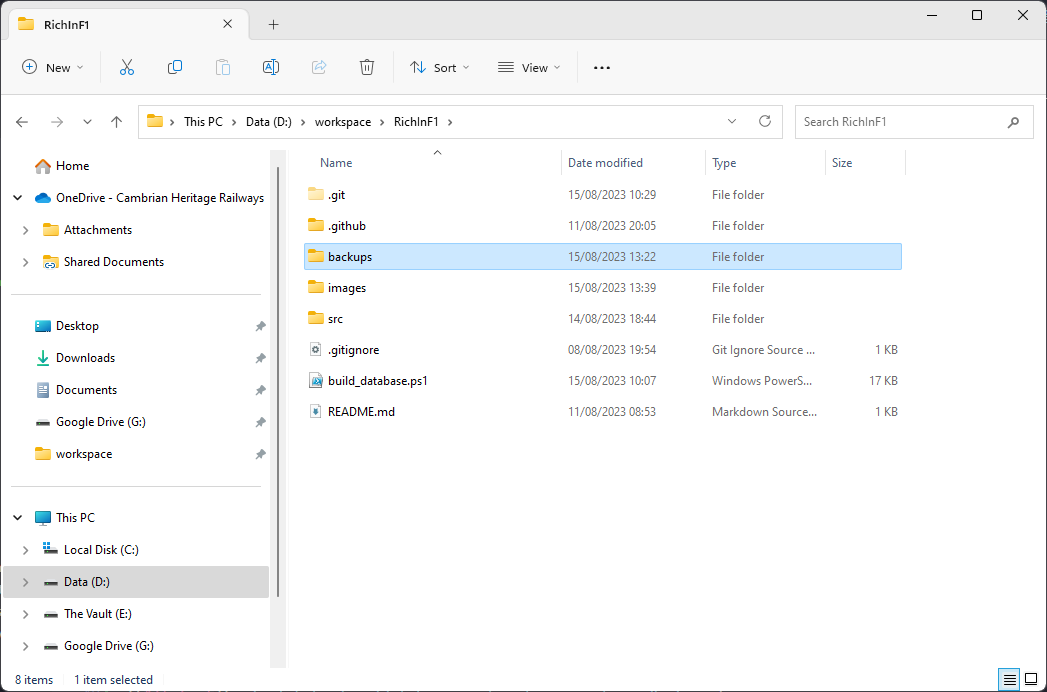 RichInF1
New
Sort
View
This PC
Data (D:)
workspace
RichInF1
Search RichInF1
Home
OneDrive - Cambrian Heritage Railways
Attachments
Shared Documents
Desktop
Downloads
Documents
Google Drive (G:)
workspace
This PC
Local Disk (C:)
Data (D:)
The Vault (E:)
Google Drive (G:)
Name Date modified Type Size
.git 15/08/2023 10:29 File folder
.github 11/08/2023 20:05 File folder
backups 15/08/2023 13:22 File folder
images 15/08/2023 13:39 File folder
src 14/08/2023 18:44 File folder
.gitignore 08/08/2023 19:54 Git Ignore Source ... 1 KB
build_database.ps1 15/08/2023 10:07 Windows PowerS... 17 KB
README.md 11/08/2023 08:53 Markdown Source... 1 KB
8 items 1 item selected